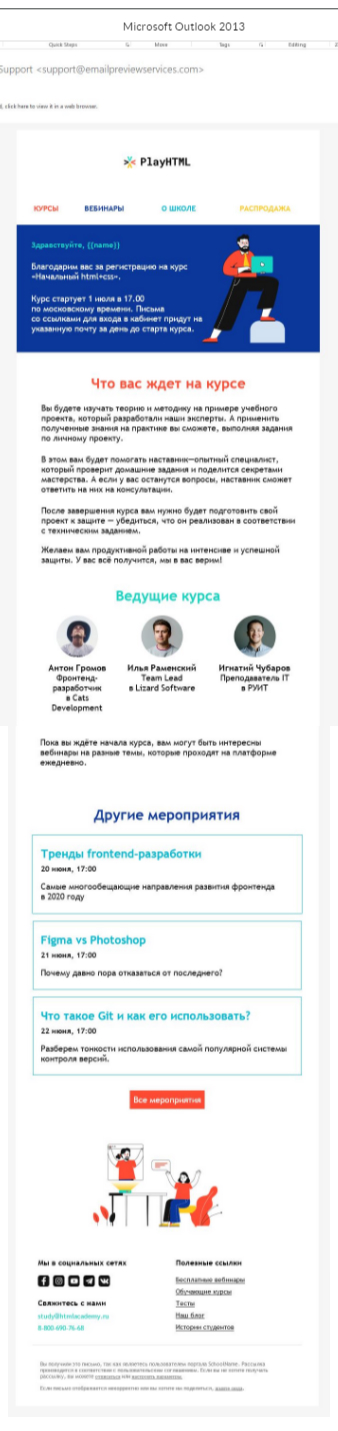 Microsoft Outlook 2013
Quick Steps
More
Tags
Editing
Support <support@emailpreviewservices.com>
click here to view it in a web browser.
PlayHTML
КУРСЫ ВЕБИНАРЫ О ШКОЛЕ РАСПРОДАЖА
Здравствуйте, {{name}}
Благодарим вас за регистрацию на курс
«Начальный html+css».
Курс стартует 1 июля в 17.00
по московскому времени. Письма
со ссылками для входа в кабинет придут на
указанную почту за день до старта курса.
Что вас ждет на курсе
Вы будете изучать теорию и методику на примере учебного
проекта, который разработали наши эксперты. А применить
полученные знания на практике вы сможете, выполняя задания
по личному проекту.
В этом вам будет помогать наставник—опытный специалист,
который проверит домашние задания и поделится секретами
мастерства. А если у вас останутся вопросы, наставник сможет
ответить на них на консультации.
После завершения курса вам нужно будет подготовить свой
проект к защите — убедиться, что он реализован в соответствии
с техническим заданием.
Желаем вам продуктивной работы на интенсиве и успешной
защиты. У вас всё получится, мы в вас верим!
Ведущие курса
Антон Громов
Фронтенд-
разработчик
в Cats
Development
Илья Раменский
Team Lead
в Lizard Software
Игнатий Чубаров
Преподаватель IT
в РУИТ
Пока вы ждёте начала курса, вам могут быть интересны
вебинары на разные темы, которые проходят на платформе
ежедневно.
Другие мероприятия
Тренды frontend-разработки
20 июня, 17:00
Самые многообещающие направления развития фронтенда
в 2020 году
Figma vs Photoshop
21 июня, 17:00
Почему давно пора отказаться от последнего?
Что такое Git и как его использовать?
22 июня, 17:00
Разберем тонкости использования самой популярной системы
контроля версий.
Все мероприятия
Мы в социальных сетях
Свяжитесь с нами
study@htmlacademy.ru
8-800-690-76-68
Полезные ссылки
Бесплатные вебинары
Обучающие курсы
Тесты
Наш блог
Истории студентов
Вы получили это письмо, так как являетесь пользователем портала SchoolName. Рассылка
производится в соответствии с пользовательским соглашением. Если вы не хотите получать
рассылку, вы можете отписаться или настроить параметры.
Если письмо отображается некорректно или вы хотите им поделиться,